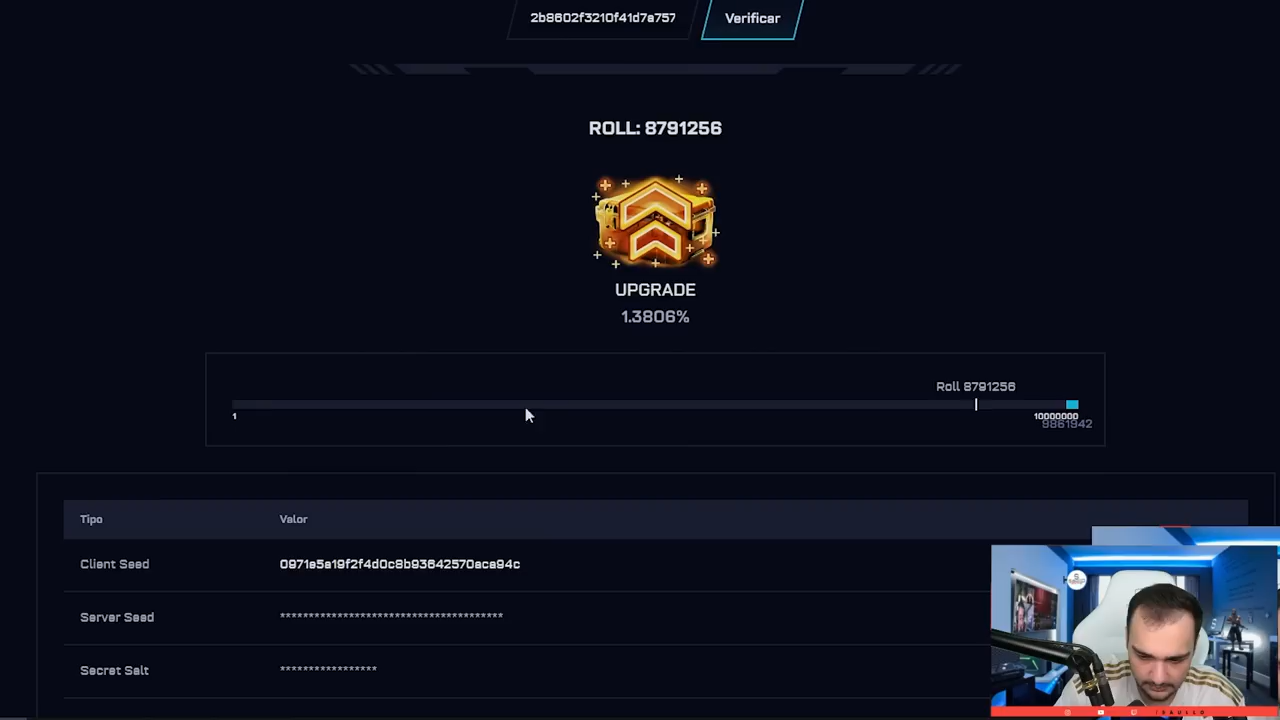 2b8602f3210f41d7a757
Verificar
ROLL: 8791256
UPGRADE
1.3806%
Roll 8791256
1
10000000
9861942
Tipo
Valor
Client Seed
0971e5a19f2f4d0c8b93642570aca94c
Server Seed
***************************************
Secret Salt
*****************